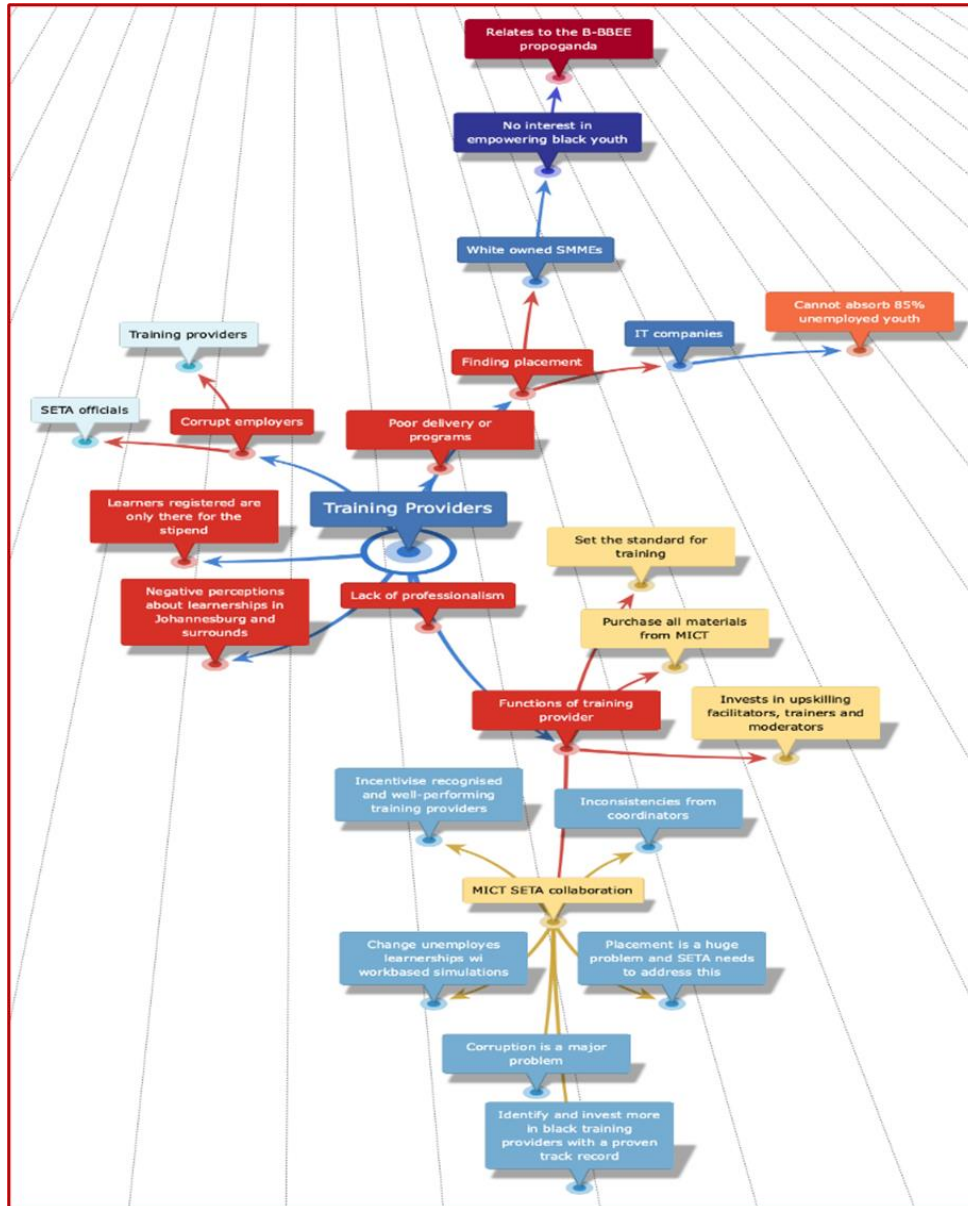 Relates to the B-BBEE
propoganda
No interest in
empowering black youth
White owned SMMEs
Cannot absorb 85%
unemployed youth
Training providers
IT companies
Finding placement
SETA officials
Corrupt employers
Poor delivery or
programs
Learners registered are
only there for the
stipend
Training Providers
Set the standard for
training
Negative perceptions
about learnerships in
Johannesburg and
surrounds
Lack of professionalism
Purchase all materials
from MICT
Functions of training
provider
Invests in upskilling
facilitators, trainers and
moderators
Incentivise recognised
and well-performing
training providers
Inconsistencies from
coordinators
MICT SETA collaboration
Change unemployes
learnerships wi
workbased simulations
Placement is a huge
problem and SETA needs
to address this
Corruption is a major
problem
Identify and invest more
in black training
providers with a proven
track record